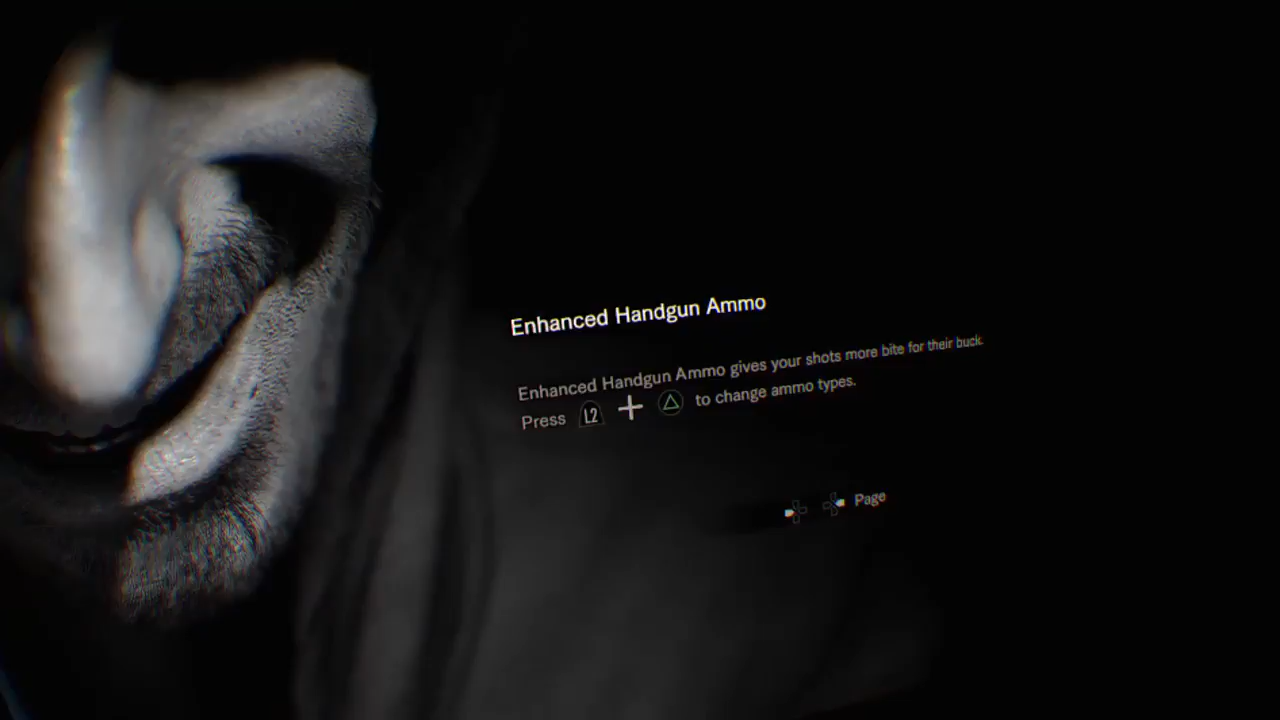 Enhanced Handgun Ammo
Enhanced Handgun Ammo gives your shots more bite for their buck.
Press L2 + △ to change ammo types.
Page